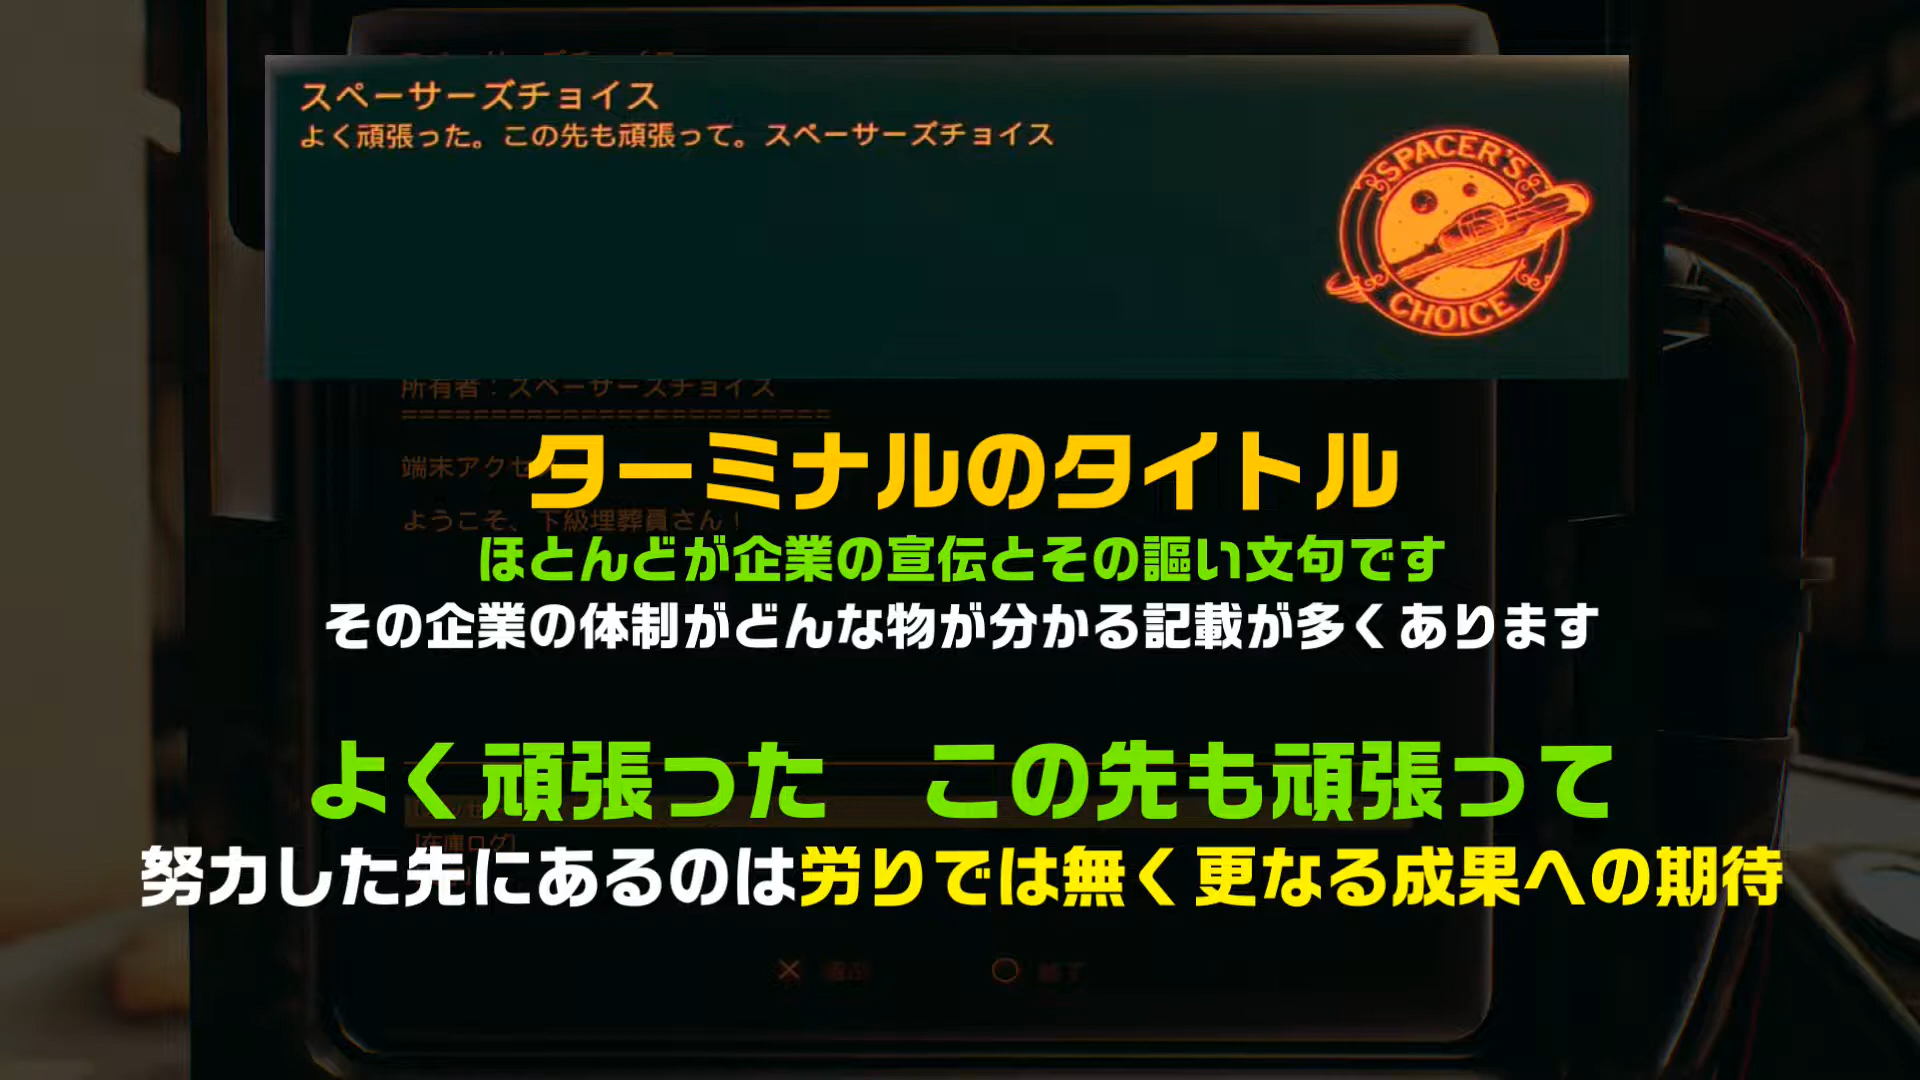 スペーサーズチョイス
よく頑張った。この先も頑張って。スペーサーズチョイス
SPACER'S
CHOICE
所有者：スペーサーズチョイス
========================
端末アクセ
ターミナルのタイトル
ようこそ、下級埋葬員さん！
ほとんどが企業の宣伝とその謳い文句です
その企業の体制がどんな物が分かる記載が多くあります
よく頑張った　この先も頑張って
[在庫ログ]
努力した先にあるのは労りでは無く更なる成果への期待